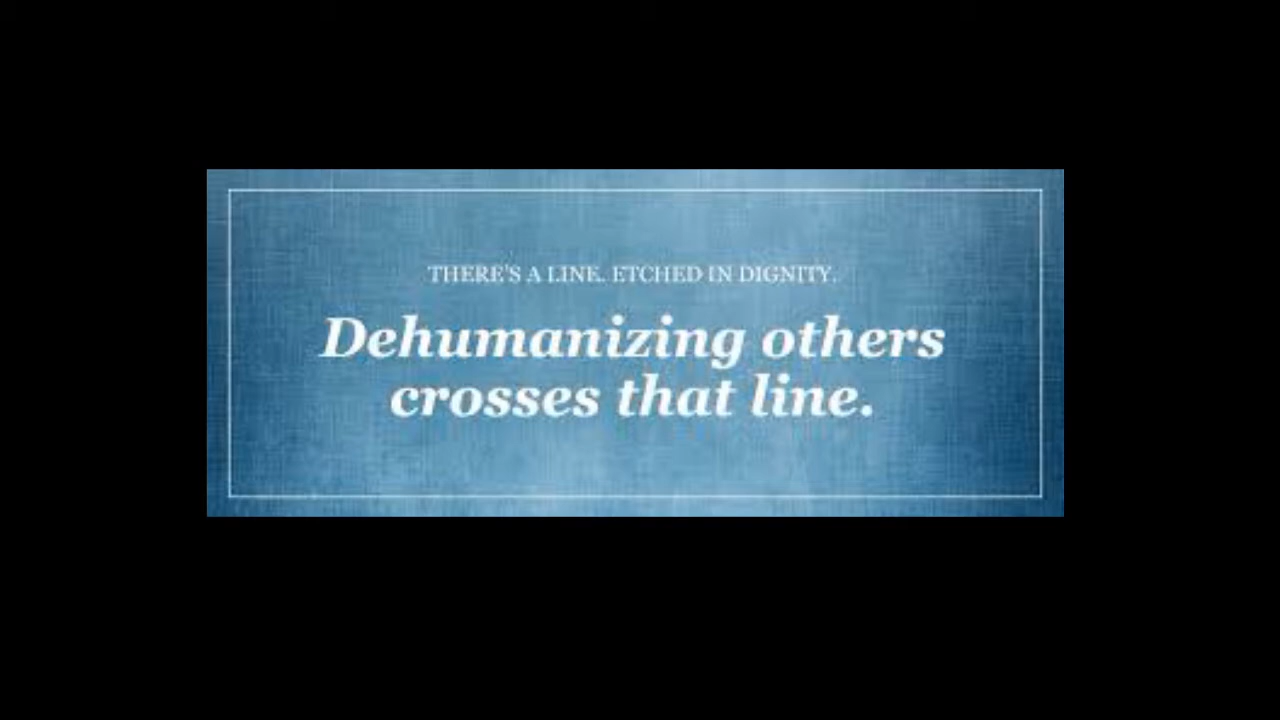 THERE'S A LINE. ETCHED IN DIGNITY.
Dehumanizing others
crosses that line.